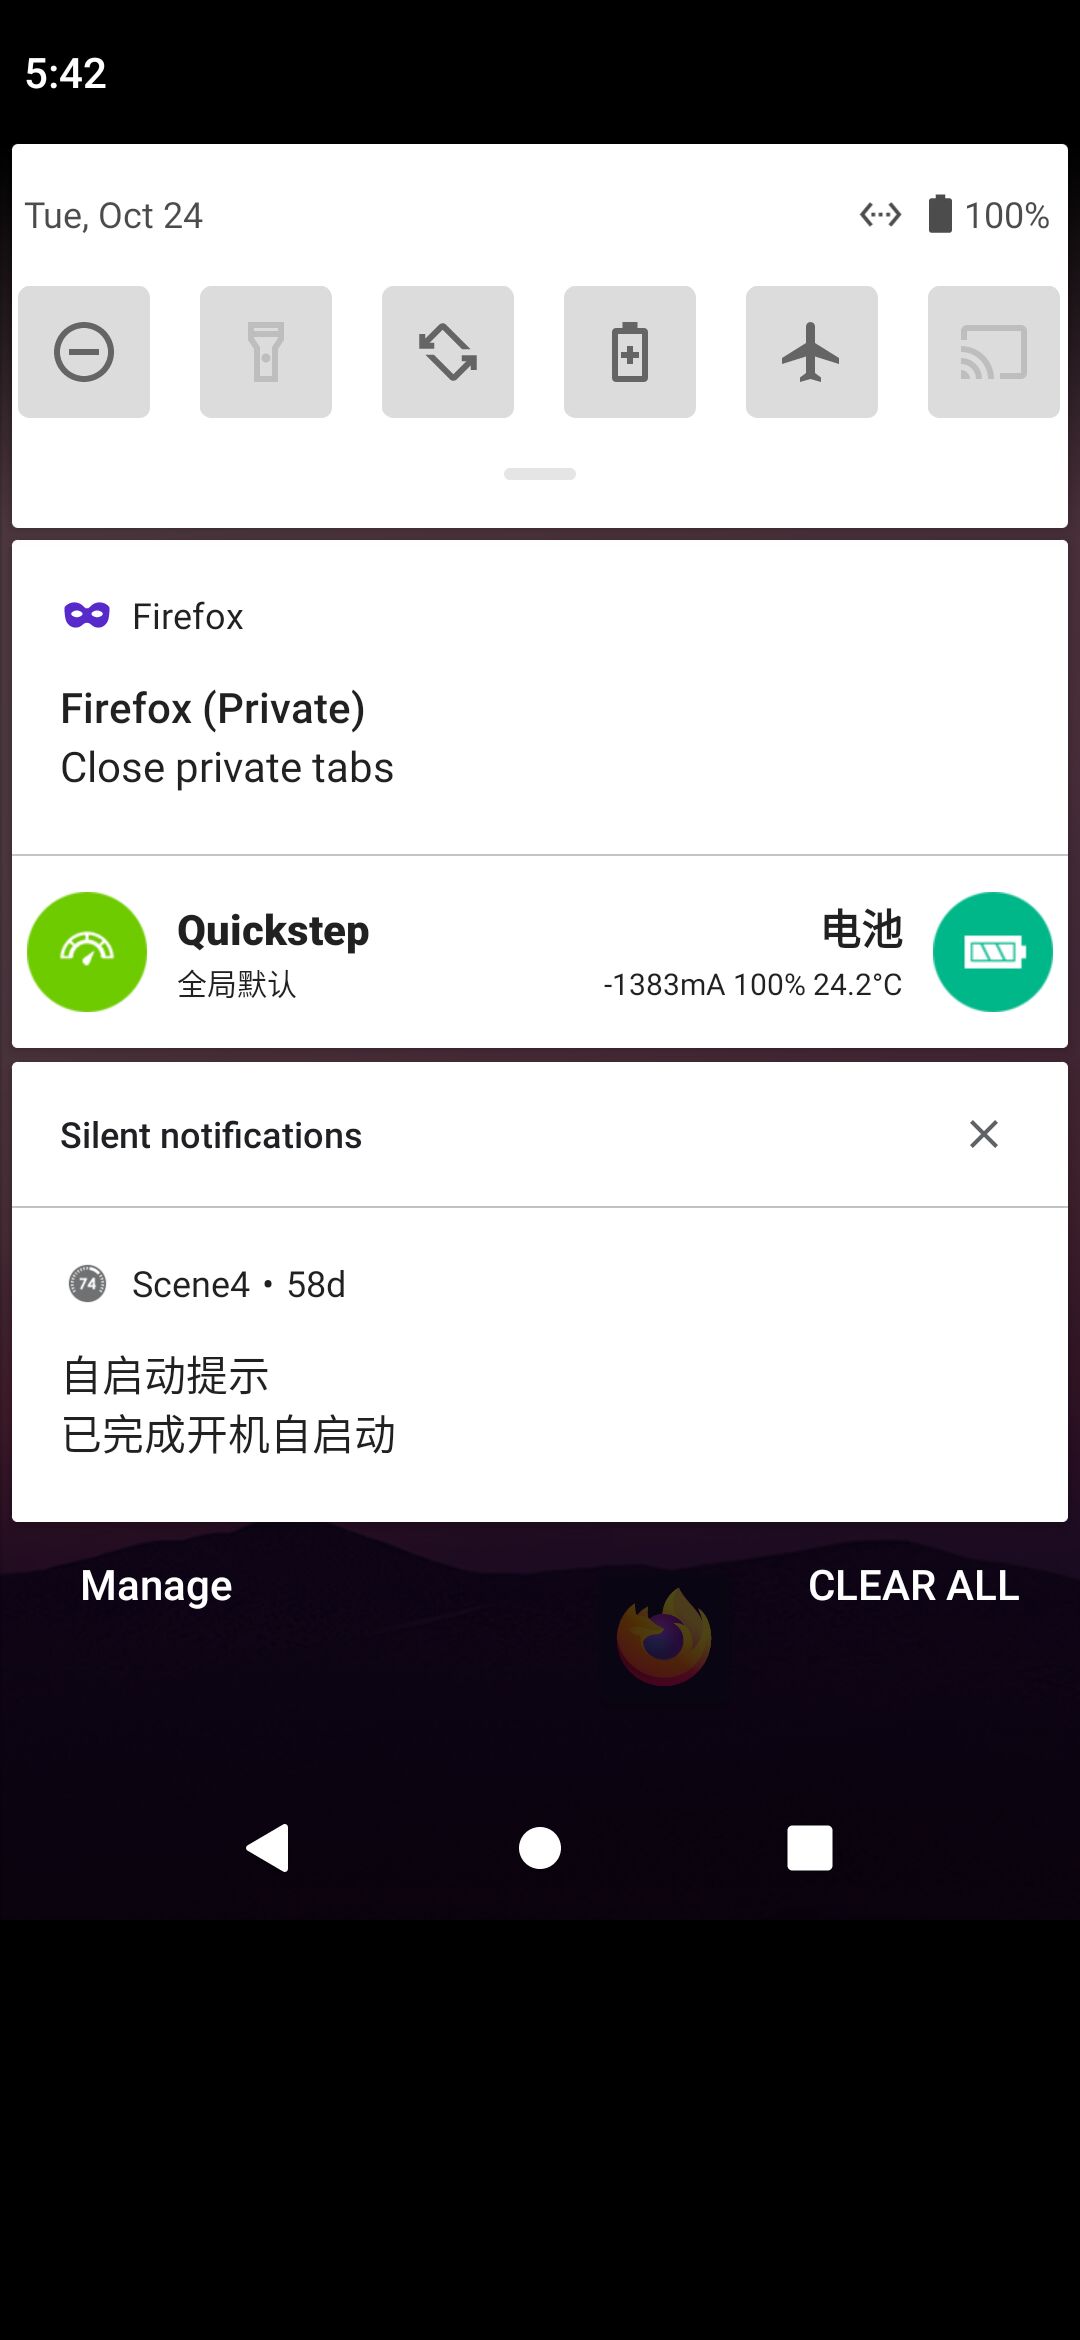 5:42
Tue, Oct 24
100%
Firefox
Firefox (Private)
Close private tabs
Quickstep
全局默认
电池
-1383mA 100% 24.2°C
Silent notifications
74
Scene4 • 58d
自启动提示
已完成开机自启动
Manage
CLEAR ALL